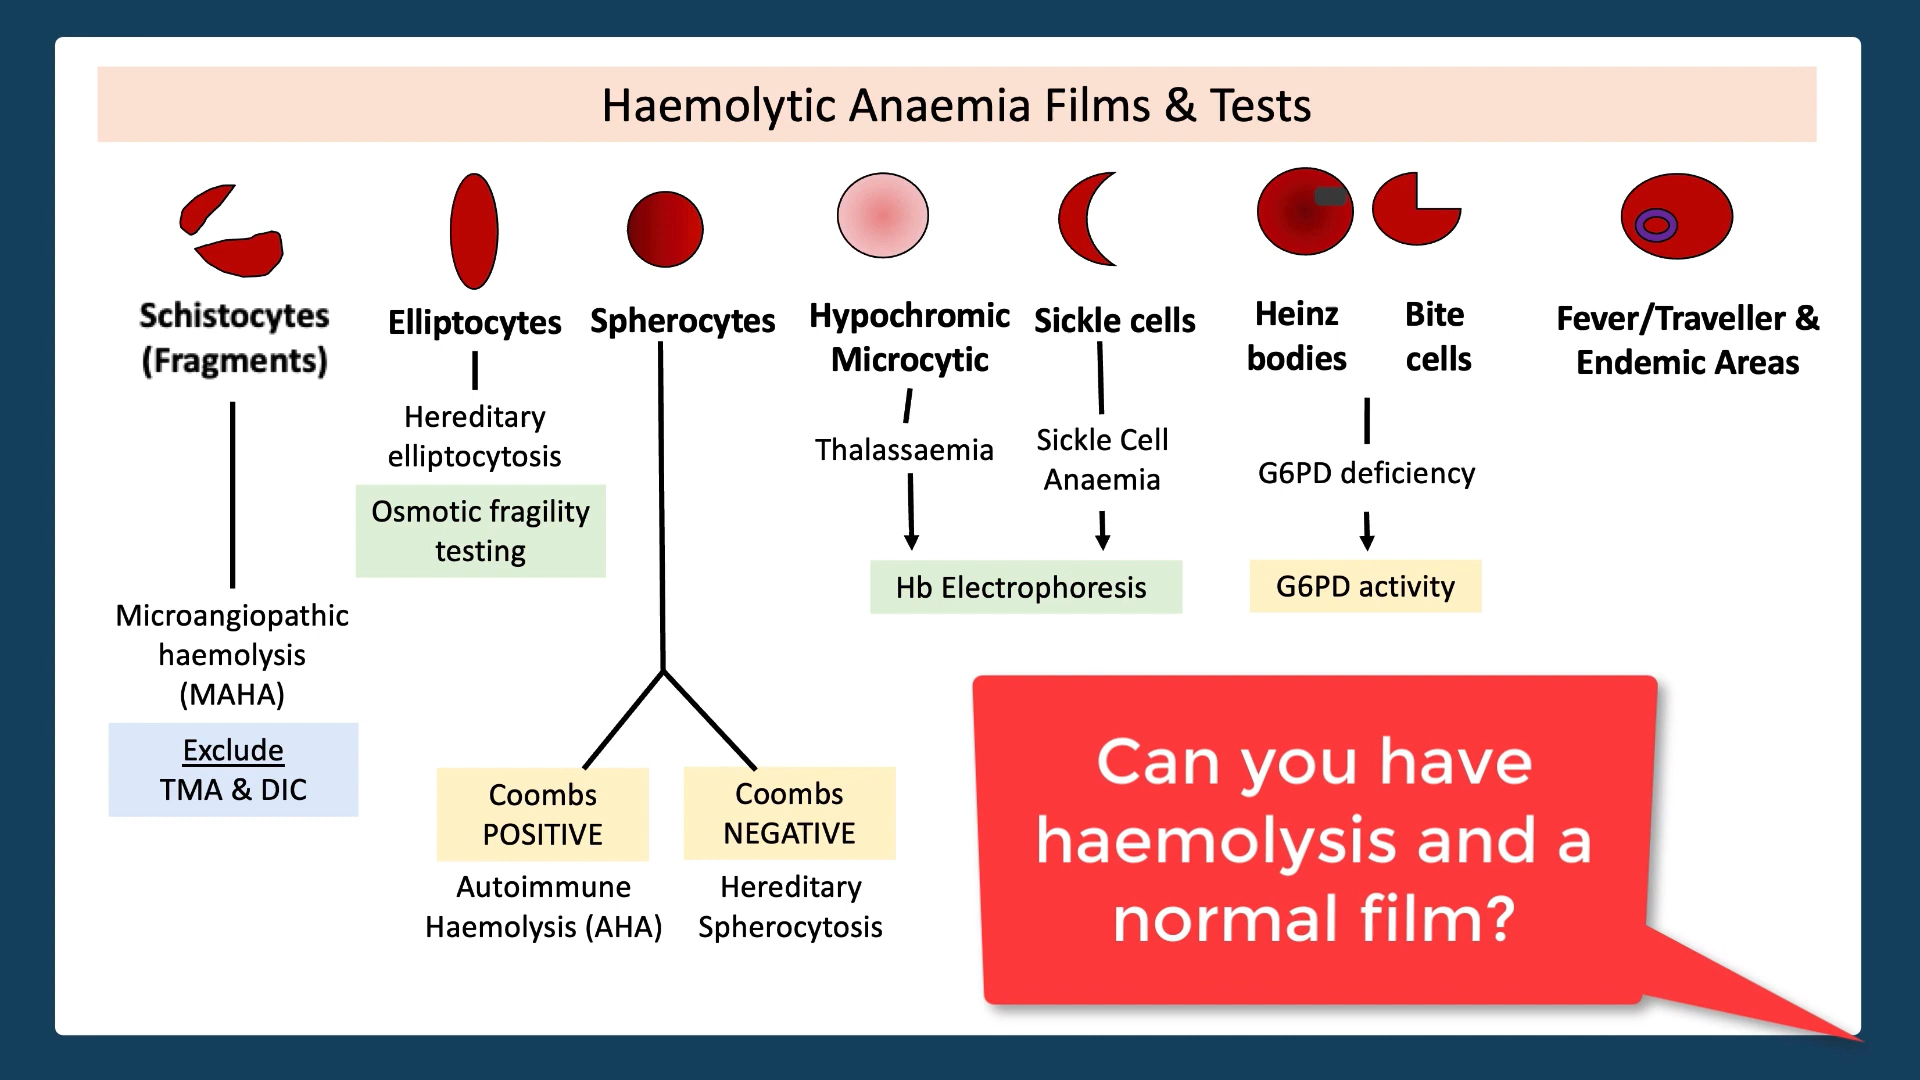 Haemolytic Anaemia Films & Tests
Schistocytes
(Fragments)
Microangiopathic
haemolysis
(MAHA)
Exclude
TMA & DIC
Elliptocytes
Hereditary
elliptocytosis
Osmotic fragility
testing
Spherocytes
Coombs
POSITIVE
Autoimmune
Haemolysis (AHA)
Coombs
NEGATIVE
Hereditary
Spherocytosis
Hypochromic
Microcytic
Thalassaemia
Sickle cells
Sickle Cell
Anaemia
Hb Electrophoresis
Heinz
bodies
Bite
cells
G6PD deficiency
G6PD activity
Fever/Traveller &
Endemic Areas
Can you have
haemolysis and a
normal film?